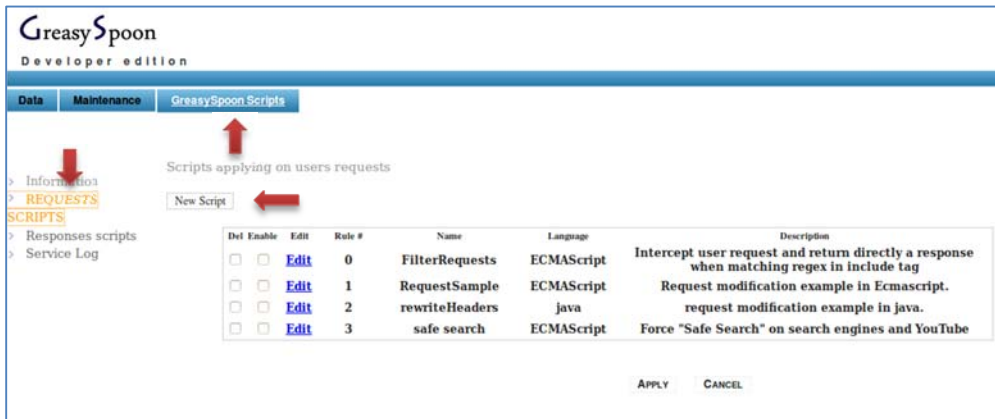 GreasySpoon
Developer edition
Data Maintenance GreasySpoon Scripts
Scripts applying on users requests
> Information
> REQUESTS SCRIPTS
> Responses scripts
> Service Log
New Script
Del Enable Edit Rule # Name Language Description
Edit 0 FilterRequests ECMAScript Intercept user request and return directly a response when matching regex in include tag
Edit 1 RequestSample ECMAScript Request modification example in Ecmascript.
Edit 2 rewriteHeaders java request modification example in java.
Edit 3 safe search ECMAScript Force "Safe Search" on search engines and YouTube
APPLY CANCEL